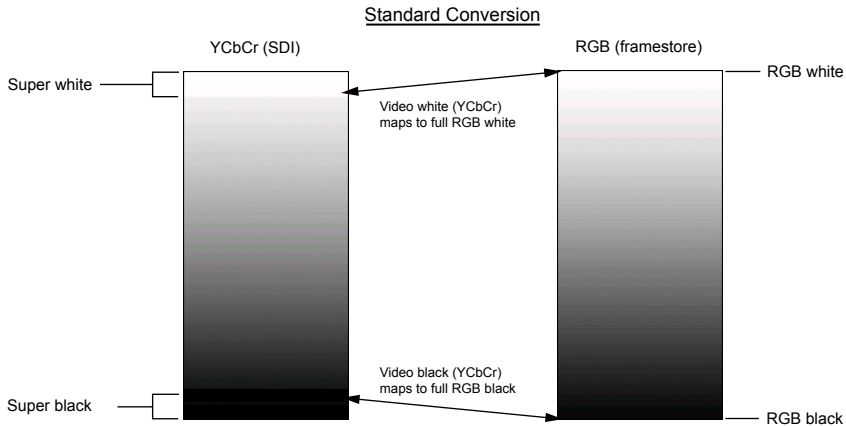 Standard Conversion
YCbCr (SDI)
RGB (framestore)
Super white
RGB white
Video white (YCbCr)
maps to full RGB white
Video black (YCbCr)
maps to full RGB black
Super black
RGB black